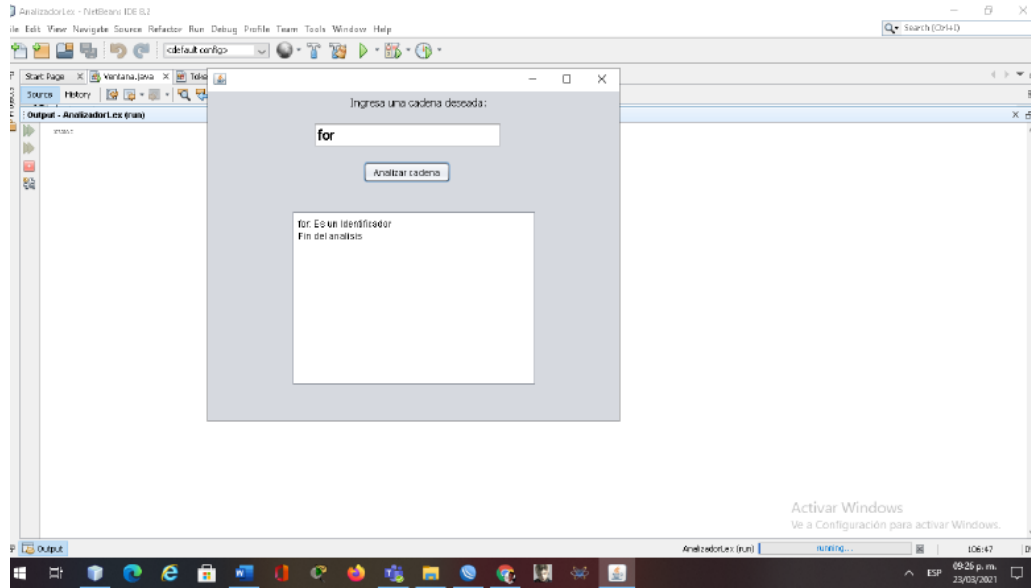 AnalizadorLex - NetBeans IDE 8.2
File Edit View Navigate Source Refactor Run Debug Profile Team Tools Window Help
Search (Ctrl+I)
<default config>
Start Page
Ventana.java
Source History
Output - AnalizadorLex (run)
Ingresa una cadena deseada:
for
Analizar cadena
for: Es un Identificador
Fin del analisis
Activar Windows
Ve a Configuración para activar Windows.
Output
AnalizadorLex (run)
running...
106:47
ESP
09:26 p. m.
23/03/2021